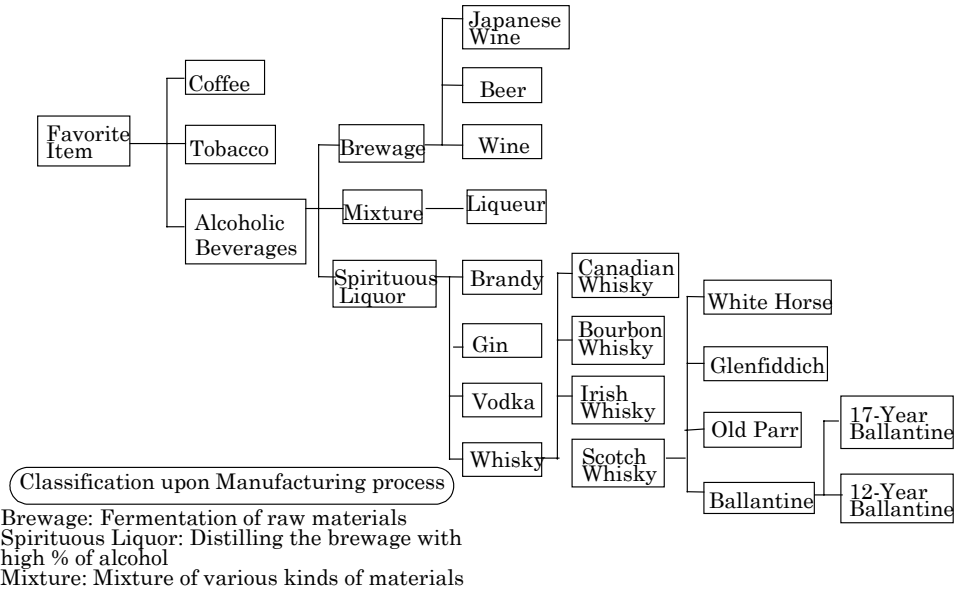 Favorite
Item
Coffee
Tobacco
Alcoholic
Beverages
Brewage
Mixture
Spirituous
Liquor
Japanese
Wine
Beer
Wine
Liqueur
Brandy
Gin
Vodka
Whisky
Canadian
Whisky
Bourbon
Whisky
Irish
Whisky
Scotch
Whisky
White Horse
Glenfiddich
Old Parr
Ballantine
17-Year
Ballantine
12-Year
Ballantine
Classification upon Manufacturing process
Brewage: Fermentation of raw materials
Spirituous Liquor: Distilling the brewage with
high % of alcohol
Mixture: Mixture of various kinds of materials